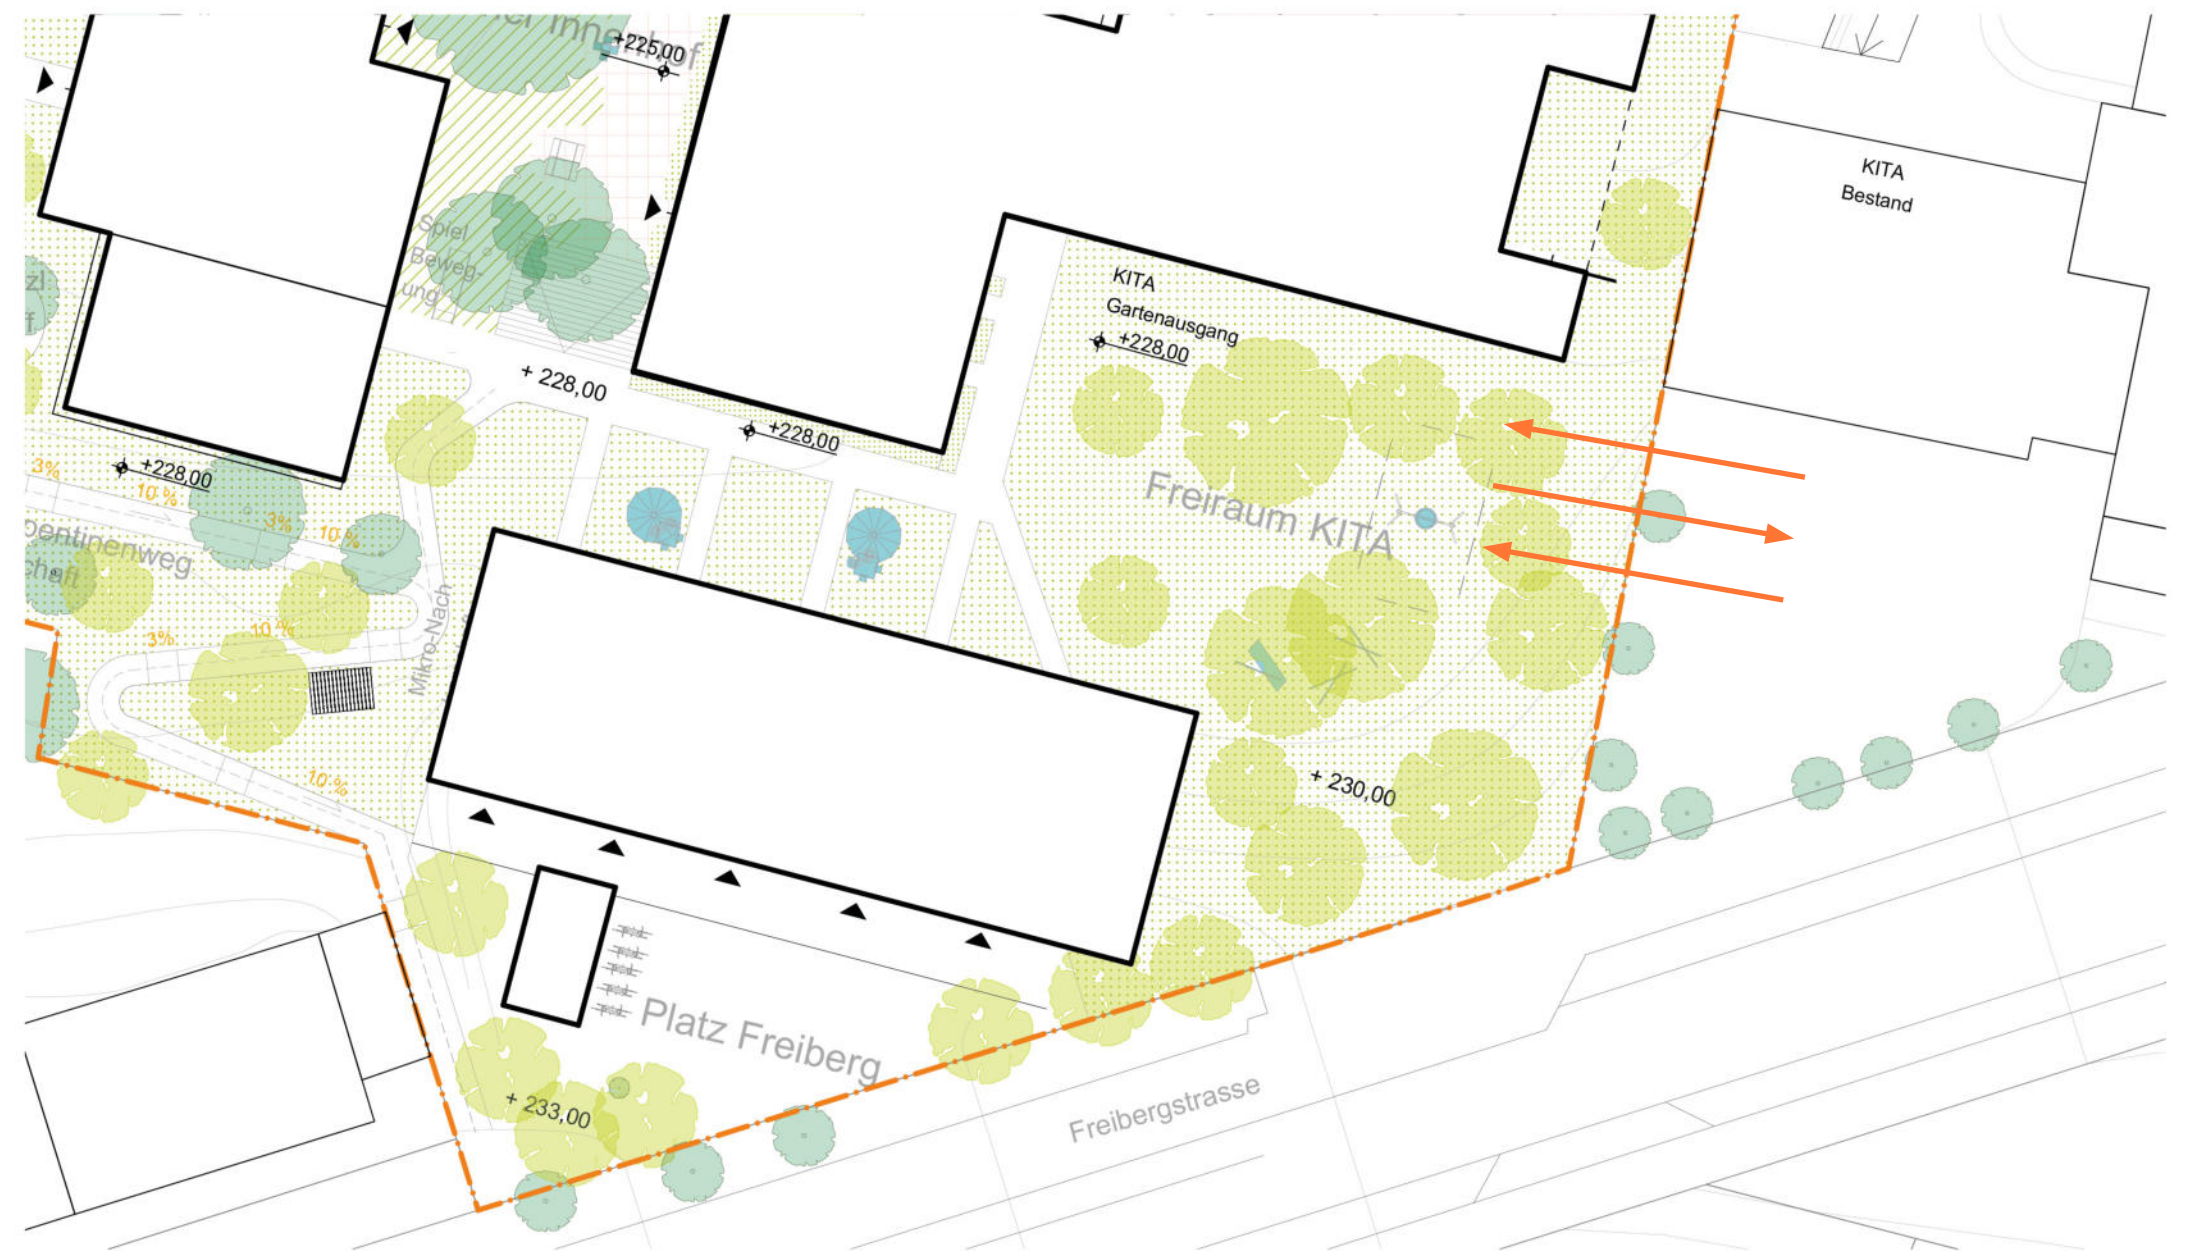 +225,00
KITA
Bestand
Spiel
Beweg-
ung
KITA
Gartenausgang
+228,00
+ 228,00
+228,00
+228,00
3%
10 %
3%
10 %
Freiraum KITA
Mikro-Nach
3%
10 %
10 %
+ 230,00
Platz Freiberg
+ 233,00
Freibergstrasse